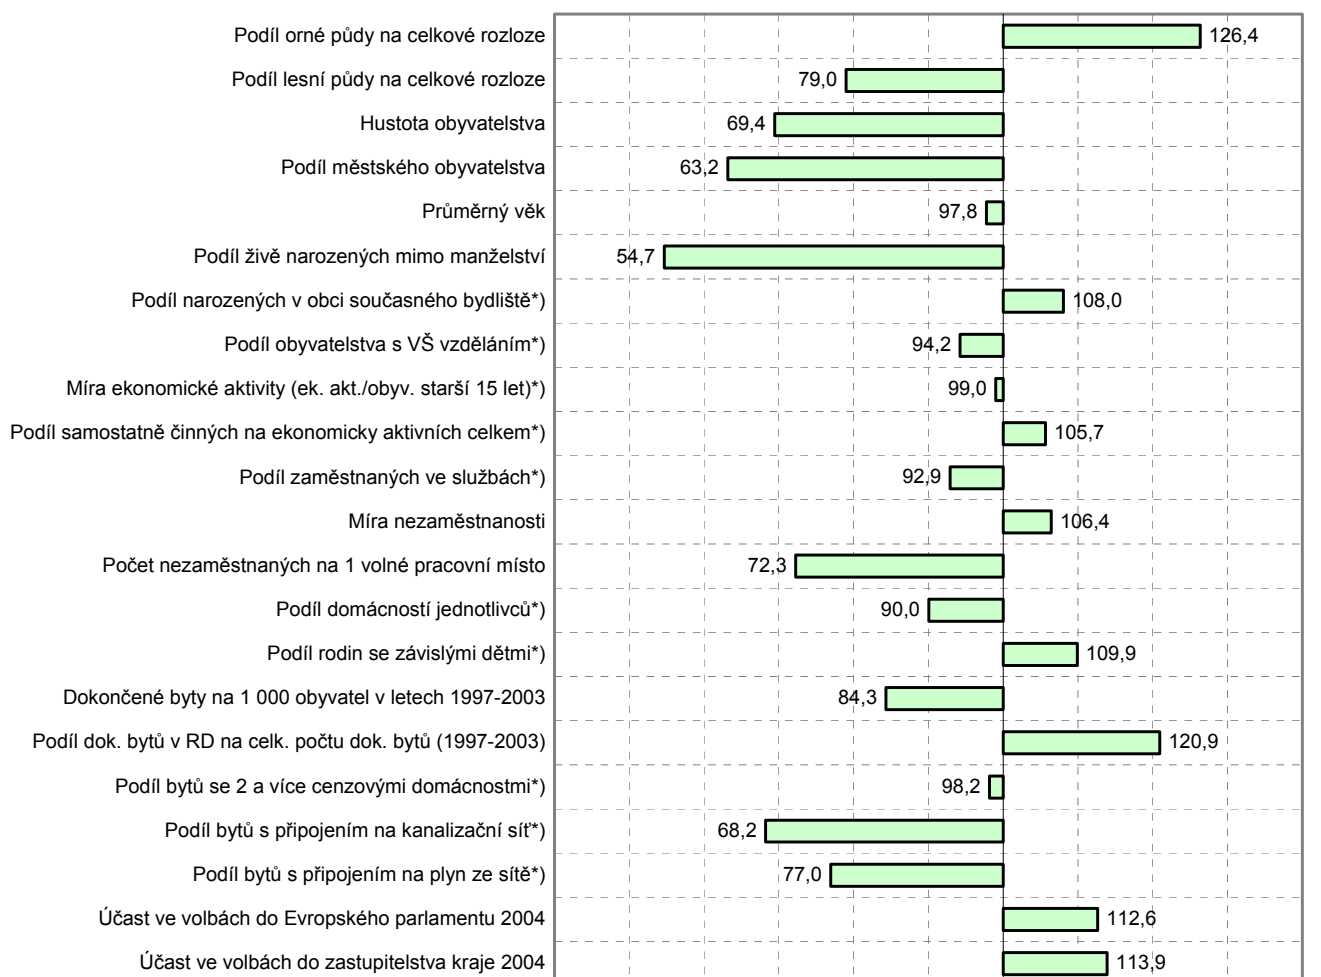 Podíl orné půdy na celkové rozloze 126,4
Podíl lesní půdy na celkové rozloze 79,0
Hustota obyvatelstva 69,4
Podíl městského obyvatelstva 63,2
Průměrný věk 97,8
Podíl živě narozených mimo manželství 54,7
Podíl narozených v obci současného bydliště*) 108,0
Podíl obyvatelstva s VŠ vzděláním*) 94,2
Míra ekonomické aktivity (ek. akt./obyv. starší 15 let)*) 99,0
Podíl samostatně činných na ekonomicky aktivních celkem*) 105,7
Podíl zaměstnaných ve službách*) 92,9
Míra nezaměstnanosti 106,4
Počet nezaměstnaných na 1 volné pracovní místo 72,3
Podíl domácností jednotlivců*) 90,0
Podíl rodin se závislými dětmi*) 109,9
Dokončené byty na 1 000 obyvatel v letech 1997-2003 84,3
Podíl dok. bytů v RD na celk. počtu dok. bytů (1997-2003) 120,9
Podíl bytů se 2 a více cenzovými domácnostmi*) 98,2
Podíl bytů s připojením na kanalizační síť*) 68,2
Podíl bytů s připojením na plyn ze sítě*) 77,0
Účast ve volbách do Evropského parlamentu 2004 112,6
Účast ve volbách do zastupitelstva kraje 2004 113,9